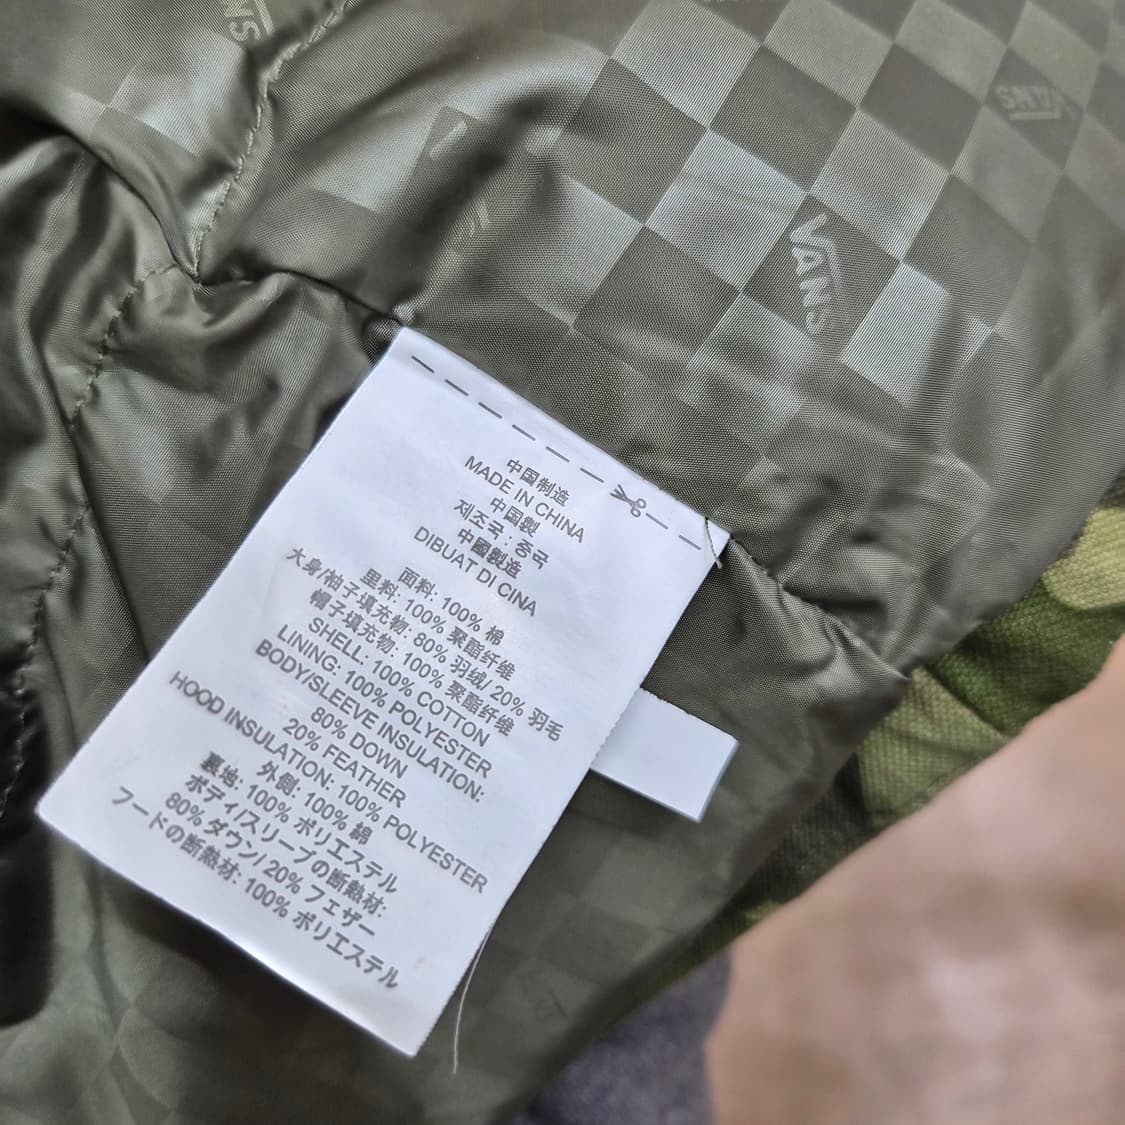 VANS
VANS
中国制造
MADE IN CHINA
中国製
제조국 : 중국
中國製造
DIBUAT DI CINA
面料: 100% 棉
里料: 100% 聚酯纤维
大身/袖子填充物: 80% 羽绒/ 20% 羽毛
帽子填充物: 100% 聚酯纤维
SHELL: 100% COTTON
LINING: 100% POLYESTER
BODY/SLEEVE INSULATION:
80% DOWN
20% FEATHER
HOOD INSULATION: 100% POLYESTER
外側: 100% 綿
裏地: 100% ポリエステル
ボディ/スリーブの断熱材:
80% ダウン/ 20% フェザー
フードの断熱材: 100% ポリエステル